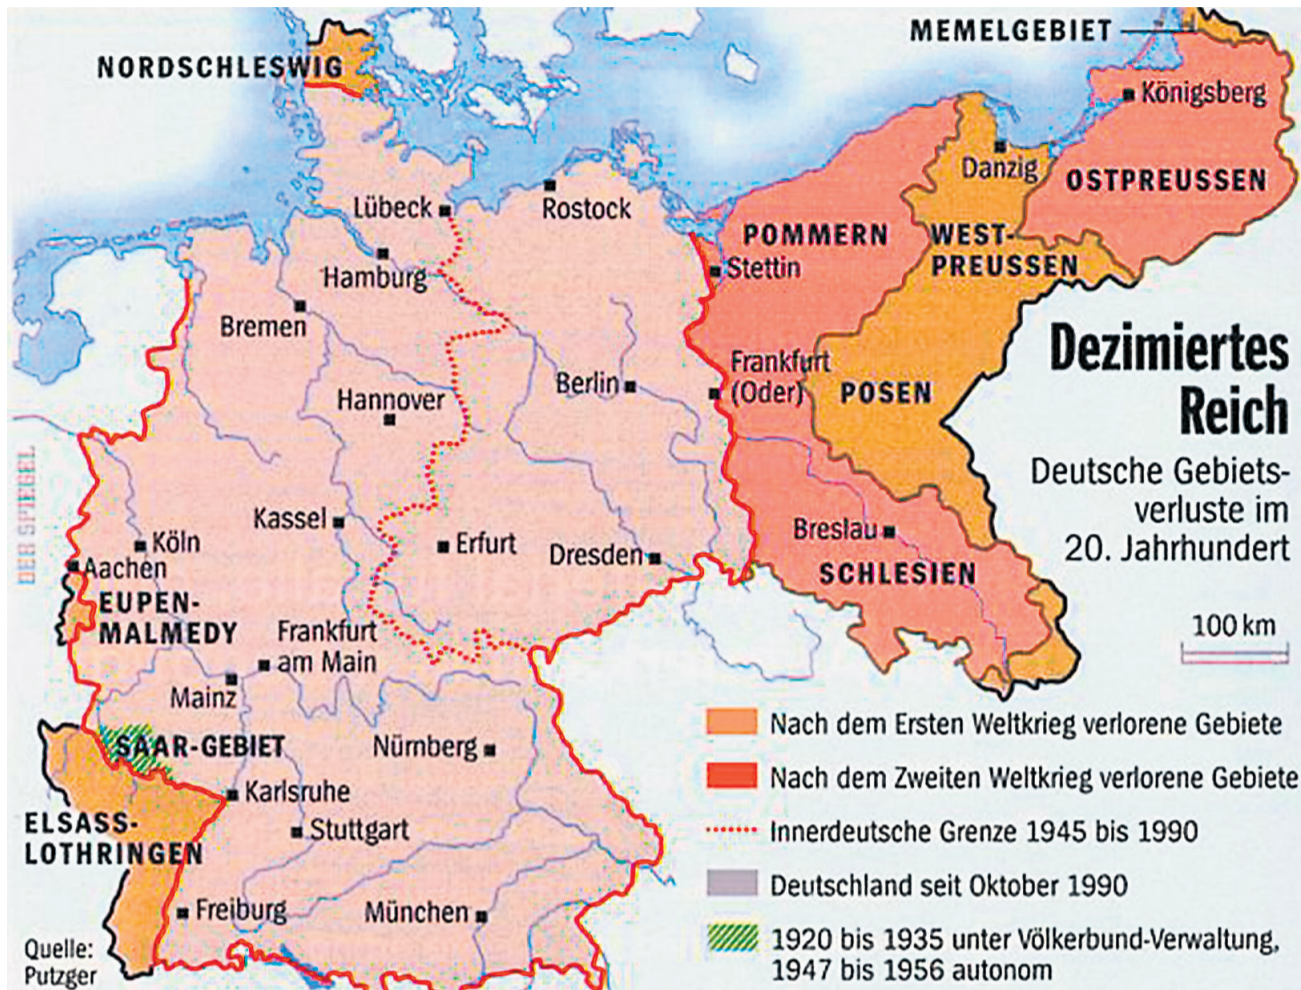 NORDSCHLESWIG
MEMELGEBIET
Königsberg
Danzig
OSTPREUSSEN
Lübeck
Rostock
POMMERN
WEST-
PREUSSEN
Hamburg
Stettin
Bremen
Dezimiertes
Reich
Frankfurt
(Oder)
Berlin
POSEN
Hannover
Deutsche Gebiets-
verluste im
20. Jahrhundert
DER SPIEGEL
Kassel
Breslau
Köln
Erfurt
Dresden
Aachen
SCHLESIEN
EUPEN-
MALMEDY
Frankfurt
am Main
100 km
Mainz
SAAR-GEBIET
Nürnberg
Karlsruhe
ELSASS-
LOTHRINGEN
Stuttgart
Freiburg
München
Quelle:
Putzger
Nach dem Ersten Weltkrieg verlorene Gebiete
Nach dem Zweiten Weltkrieg verlorene Gebiete
Innerdeutsche Grenze 1945 bis 1990
Deutschland seit Oktober 1990
1920 bis 1935 unter Völkerbund-Verwaltung,
1947 bis 1956 autonom